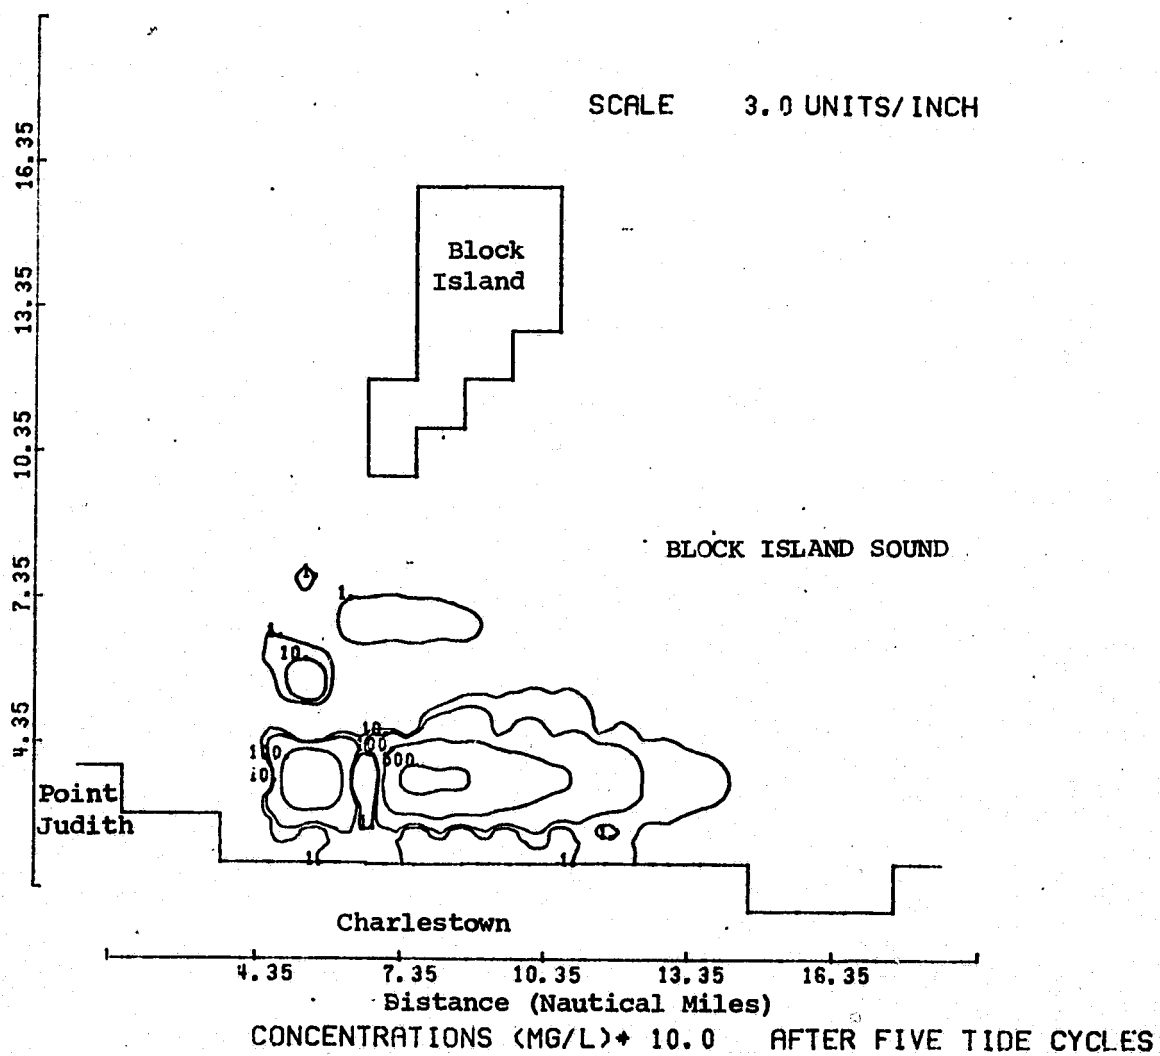 SCALE 3.0 UNITS/INCH
16.35
Block
Island
13.35
10.35
BLOCK ISLAND SOUND
1.
7.35
1.
1.
10.
4.35
10
100
100
500
10
Point
Judith
1
1
1
Charlestown
4.35 7.35 10.35 13.35 16.35
Distance (Nautical Miles)
CONCENTRATIONS (MG/L)* 10.0 AFTER FIVE TIDE CYCLES